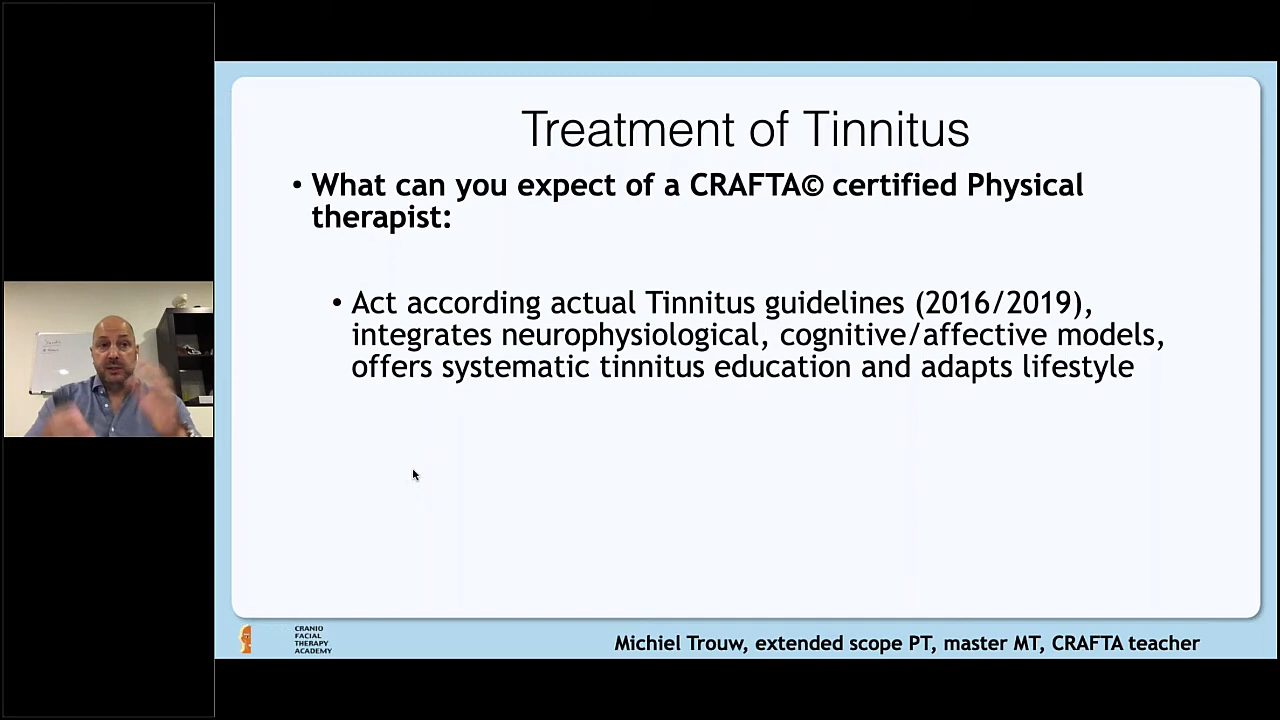 Treatment of Tinnitus
• What can you expect of a CRAFTA© certified Physical
therapist:
• Act according actual Tinnitus guidelines (2016/2019),
integrates neurophysiological, cognitive/affective models,
offers systematic tinnitus education and adapts lifestyle
CRANIO
FACIAL
THERAPY
ACADEMY
Michiel Trouw, extended scope PT, master MT, CRAFTA teacher